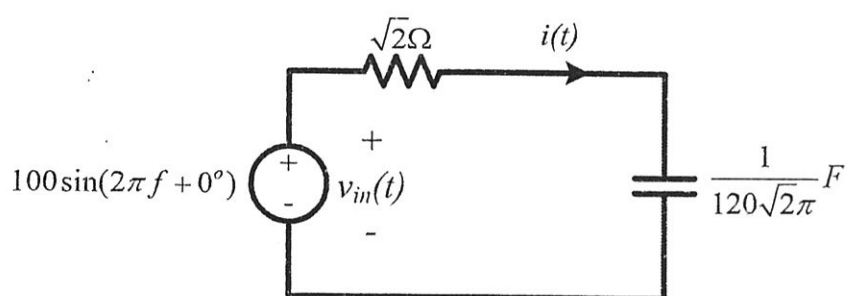 √2Ω
i(t)
+
100sin(2πf+0°)
+
-
v_in(t)
-
1/(120√2π) F